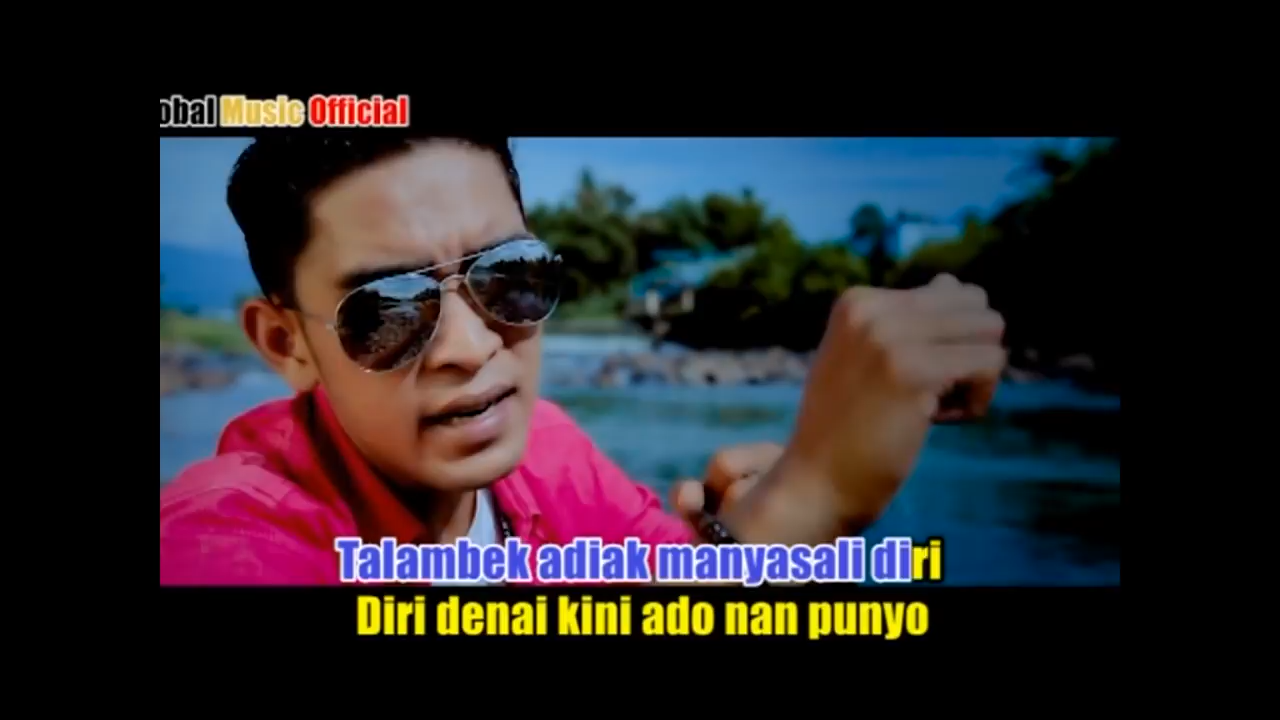 obal Music Official
Talambek adiak manyasali diri
Diri denai kini ado nan punyo